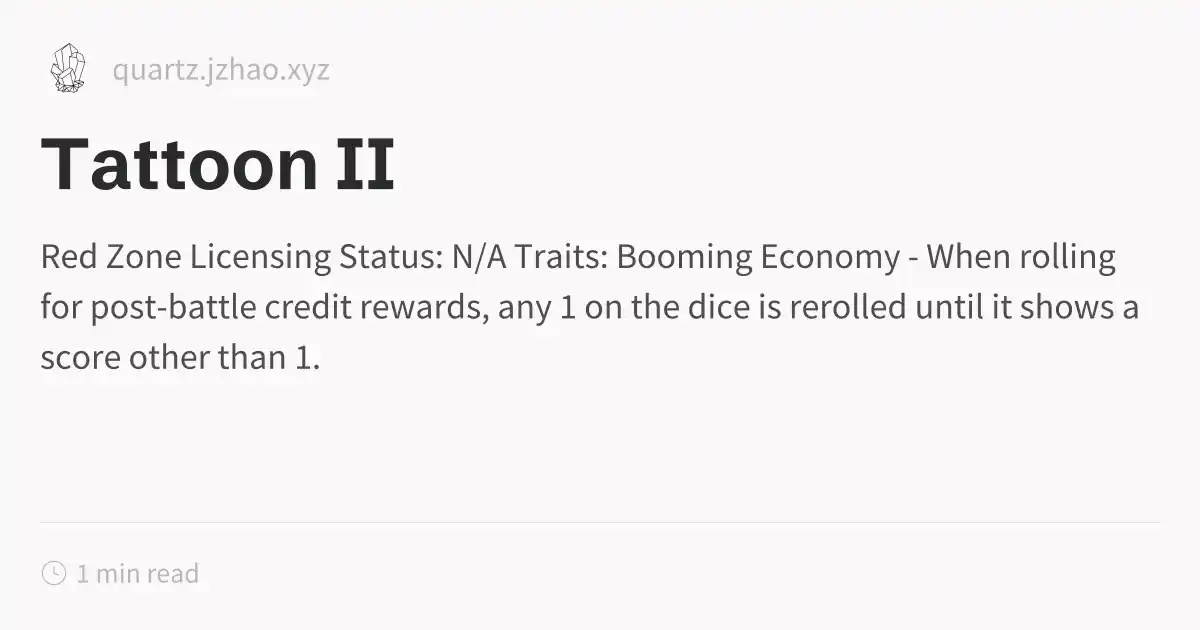 quartz.jzhao.xyz
Tattoon II
Red Zone Licensing Status: N/A Traits: Booming Economy - When rolling
for post-battle credit rewards, any 1 on the dice is rerolled until it shows a
score other than 1.
1 min read